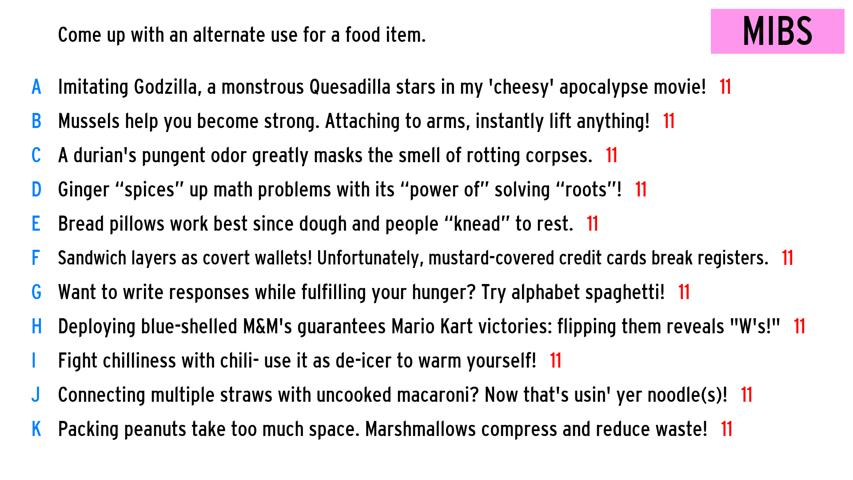 Come up with an alternate use for a food item.
MIBS
A Imitating Godzilla, a monstrous Quesadilla stars in my 'cheesy' apocalypse movie! 11
B Mussels help you become strong. Attaching to arms, instantly lift anything! 11
C A durian's pungent odor greatly masks the smell of rotting corpses. 11
D Ginger “spices” up math problems with its “power of” solving “roots”! 11
E Bread pillows work best since dough and people “knead” to rest. 11
F Sandwich layers as covert wallets! Unfortunately, mustard-covered credit cards break registers. 11
G Want to write responses while fulfilling your hunger? Try alphabet spaghetti! 11
H Deploying blue-shelled M&M's guarantees Mario Kart victories: flipping them reveals "W's!" 11
I Fight chilliness with chili- use it as de-icer to warm yourself! 11
J Connecting multiple straws with uncooked macaroni? Now that's usin' yer noodle(s)! 11
K Packing peanuts take too much space. Marshmallows compress and reduce waste! 11